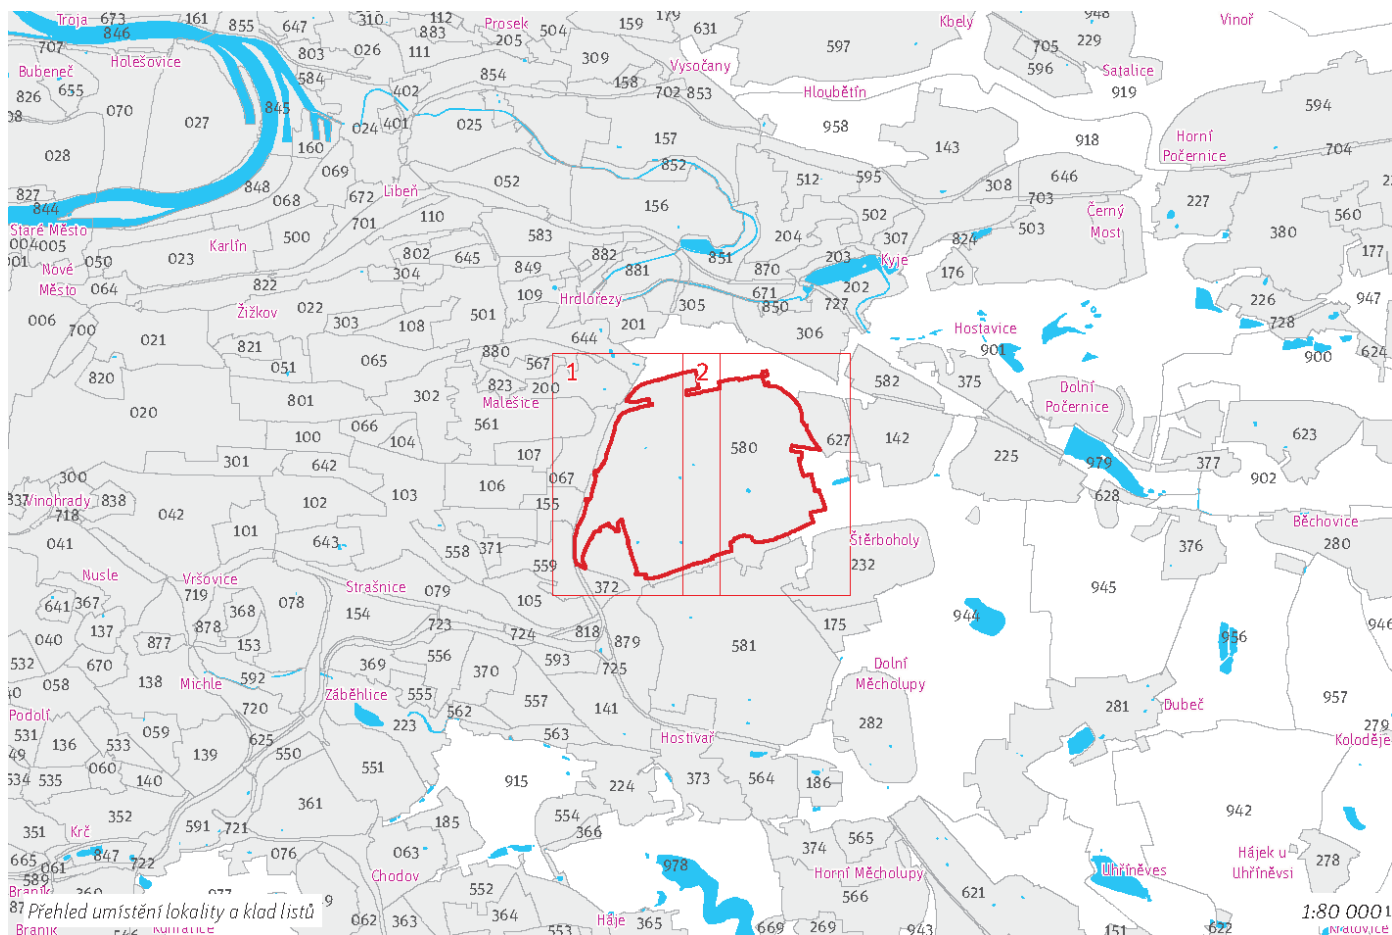 Troja 673 161 855 647 310 112 Prosek 504 159 179 631 Kbely 948 Vinoř
846 883 205 597 705 229
707 Holešovice 803 026 111 309 Vysočany 596 Satalice
Bubeneč 655 584 402 854 158 702 853 Hloubětín 919
826 070 027 845 024 401 025 157 958 918 594
028 160 852 143 Horní Počernice 704
827 848 069 052 512 595 308 646
844 068 672 Libeň 156 703 227
Staré Město 701 110 502 Černý Most 560
004 005 Karlín 500 583 204 307 824 503 380
050 023 802 645 882 851 203 Kyje 177
Nové Město 304 849 881 870 176
064 822 671 202 226 947
006 Žižkov 022 109 Hrdlořezy 305 850 727 728
700 303 108 501 201 306 Hostavice
021 821 065 880 644 901 900 624
051 567 1 2
820 823 200 582 375 Dolní Počernice
801 302 Malešice
020 066 561 580 627 142 623
100 104 107 225 979 377
301 642 067 902
300 103 106 628
Vinohrady 838 102 155
718 042 Běchovice
041 101 643 558 371 Štěrboholy 376 280
Nusle Vršovice 559 232
719 Strašnice 079 372 945
641 367 368 078 154 105 944
137 878 723 724 818 879 175 956 946
040 877 153 581
532 670 369 556 593 725 Dolní Měcholupy
058 138 Michle 592 370
Záběhlice 555 557 957
Podolí 720 223 562 141 282 281 Dubeč
531 059 279
136 533 139 625 550 563 Hostivař Koloděje
060 551 915 373 564 186
534 535 140 224
352 361 554 942
351 Krč 591 721 185 366 565
665 847 722 076 063 374 Hájek u Uhříněvsi
061 978 278
589 Chodov Horní Měcholupy Uhříněves
Braník 552 566 621
Přehled umístění lokality a klad listů 062 363 364 Háje 365 669 269 943 151 622 1:80 000